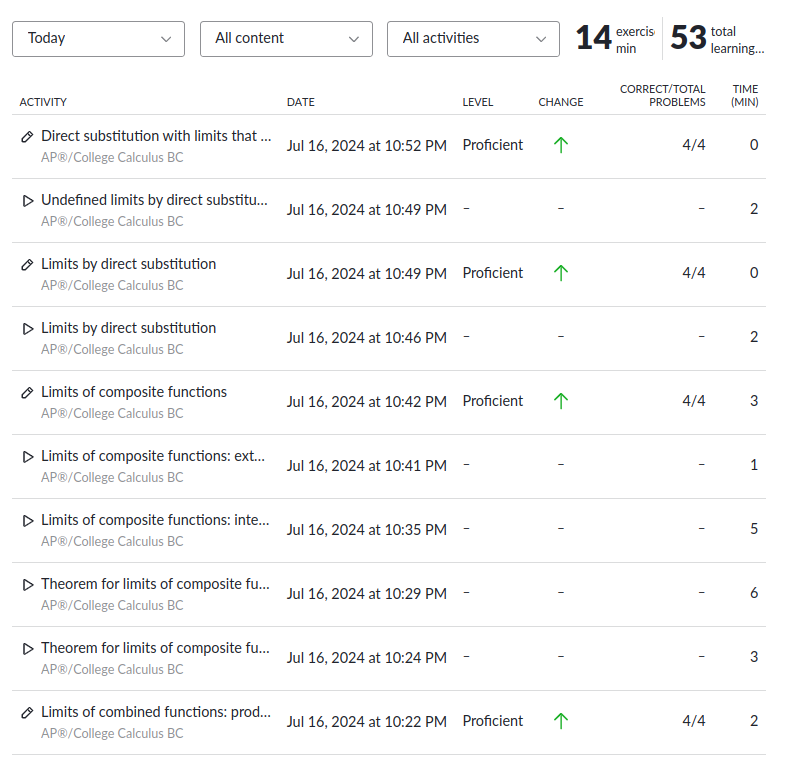 Today All content All activities 14 exercis 53 total
min learning...
CORRECT/TOTAL TIME
ACTIVITY DATE LEVEL CHANGE PROBLEMS (MIN)
Direct substitution with limits that ...
AP®/College Calculus BC
Jul 16, 2024 at 10:52 PM Proficient ↑ 4/4 0
Undefined limits by direct substitu...
AP®/College Calculus BC
Jul 16, 2024 at 10:49 PM – – – 2
Limits by direct substitution
AP®/College Calculus BC
Jul 16, 2024 at 10:49 PM Proficient ↑ 4/4 0
Limits by direct substitution
AP®/College Calculus BC
Jul 16, 2024 at 10:46 PM – – – 2
Limits of composite functions
AP®/College Calculus BC
Jul 16, 2024 at 10:42 PM Proficient ↑ 4/4 3
Limits of composite functions: ext...
AP®/College Calculus BC
Jul 16, 2024 at 10:41 PM – – – 1
Limits of composite functions: inte...
AP®/College Calculus BC
Jul 16, 2024 at 10:35 PM – – – 5
Theorem for limits of composite fu...
AP®/College Calculus BC
Jul 16, 2024 at 10:29 PM – – – 6
Theorem for limits of composite fu...
AP®/College Calculus BC
Jul 16, 2024 at 10:24 PM – – – 3
Limits of combined functions: prod...
AP®/College Calculus BC
Jul 16, 2024 at 10:22 PM Proficient ↑ 4/4 2